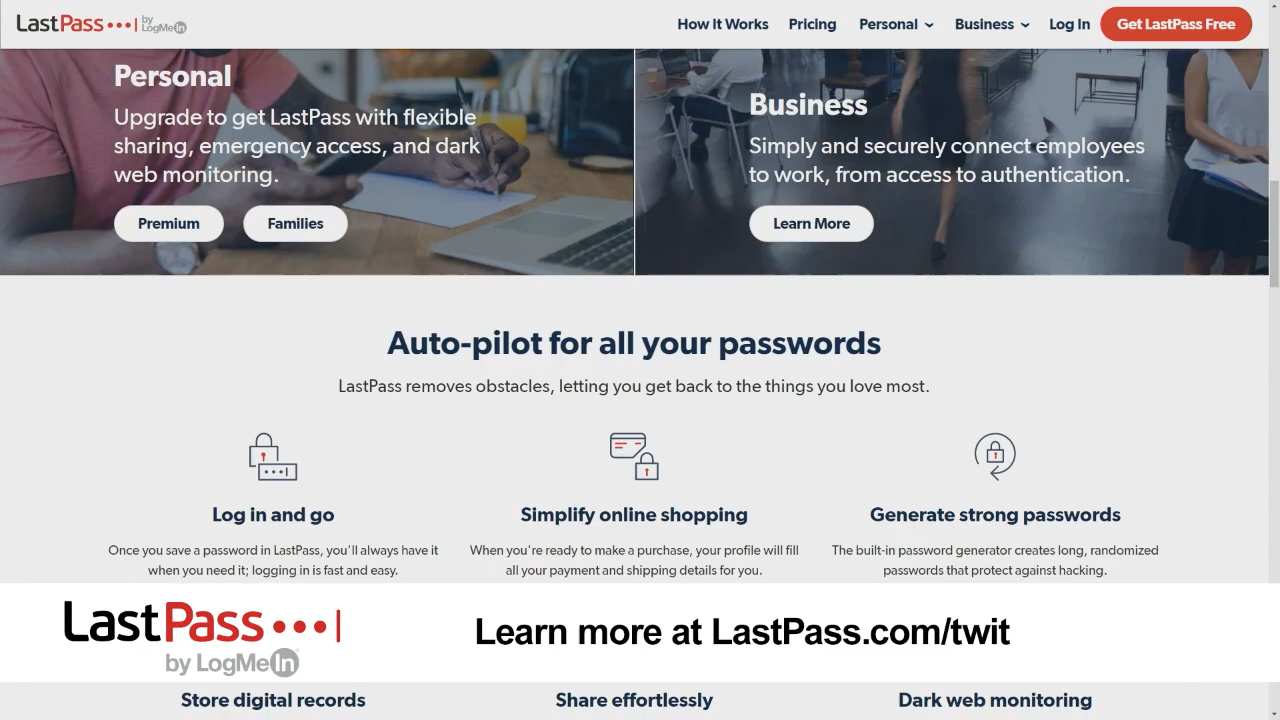 LastPass •••| by LogMeIn
How It Works Pricing Personal Business Log In Get LastPass Free
Personal
Upgrade to get LastPass with flexible
sharing, emergency access, and dark
web monitoring.
Premium Families
Business
Simply and securely connect employees
to work, from access to authentication.
Learn More
Auto-pilot for all your passwords
LastPass removes obstacles, letting you get back to the things you love most.
Log in and go
Once you save a password in LastPass, you'll always have it
when you need it; logging in is fast and easy.
Simplify online shopping
When you're ready to make a purchase, your profile will fill
all your payment and shipping details for you.
Generate strong passwords
The built-in password generator creates long, randomized
passwords that protect against hacking.
LastPass •••|
by LogMeIn
Learn more at LastPass.com/twit
Store digital records Share effortlessly Dark web monitoring